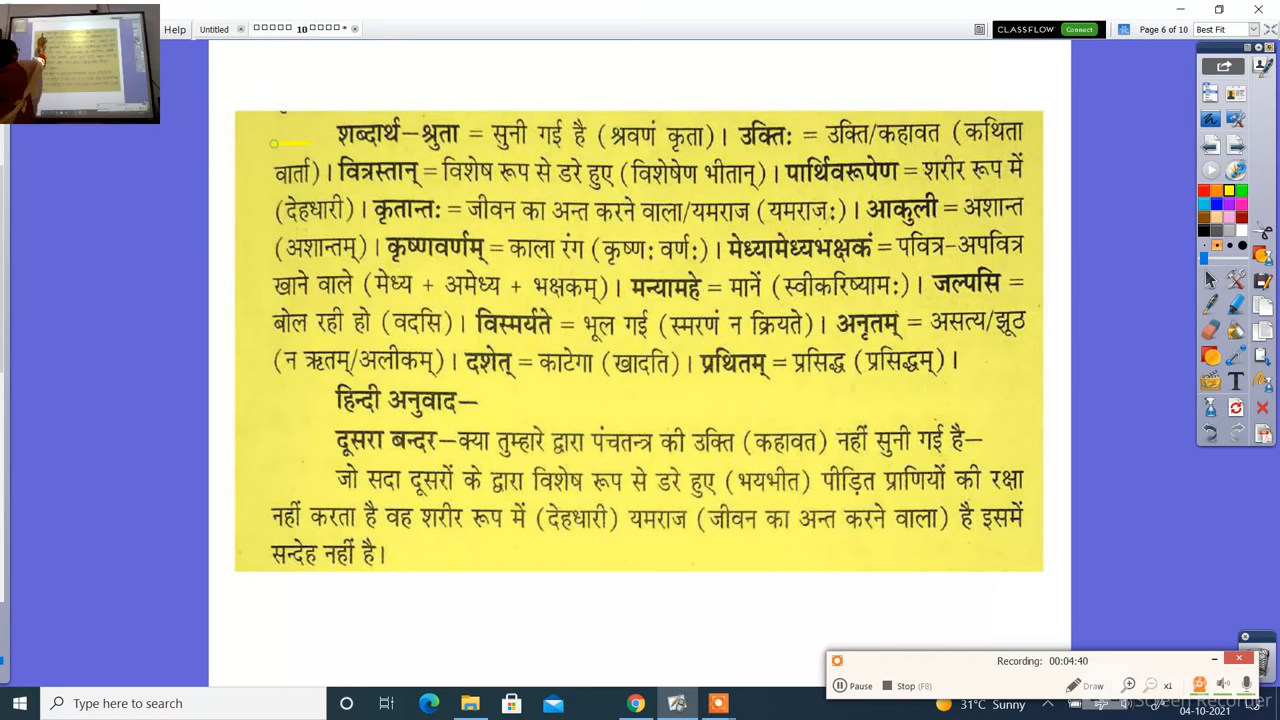 Help
Untitled
10
*
CLASSFLOW Connect
Page 6 of 10
Best Fit
शब्दार्थ–श्रुता = सुनी गई है (श्रवणं कृता)। उक्तिः = उक्ति/कहावत (कथिता
वार्ता)। वित्रस्तान् = विशेष रूप से डरे हुए (विशेषेण भीतान्)। पार्थिवरूपेण = शरीर रूप में
(देहधारी)। कृतान्तः = जीवन का अन्त करने वाला/यमराज (यमराजः)। आकुली = अशान्त
(अशान्तम्)। कृष्णवर्णम् = काला रंग (कृष्णः वर्णः)। मेध्यामेध्यभक्षकं = पवित्र-अपवित्र
खाने वाले (मेध्य + अमेध्य + भक्षकम्)। मन्यामहे = मानें (स्वीकरिष्यामः)। जल्पसि =
बोल रही हो (वदसि)। विस्मर्यते = भूल गई (स्मरणं न क्रियते)। अनृतम् = असत्य/झूठ
(न ऋतम्/अलीकम्)। दशेत् = काटेगा (खादति)। प्रथितम् = प्रसिद्ध (प्रसिद्धम्)।
हिन्दी अनुवाद–
दूसरा बन्दर–क्या तुम्हारे द्वारा पंचतन्त्र की उक्ति (कहावत) नहीं सुनी गई है–
जो सदा दूसरों के द्वारा विशेष रूप से डरे हुए (भयभीत) पीड़ित प्राणियों की रक्षा
नहीं करता है वह शरीर रूप में (देहधारी) यमराज (जीवन का अन्त करने वाला) है इसमें
सन्देह नहीं है।
Recording: 00:04:40
Pause
Stop (F8)
Draw
x1
Type here to search
31°C Sunny
04-10-2021
Screen Recorder